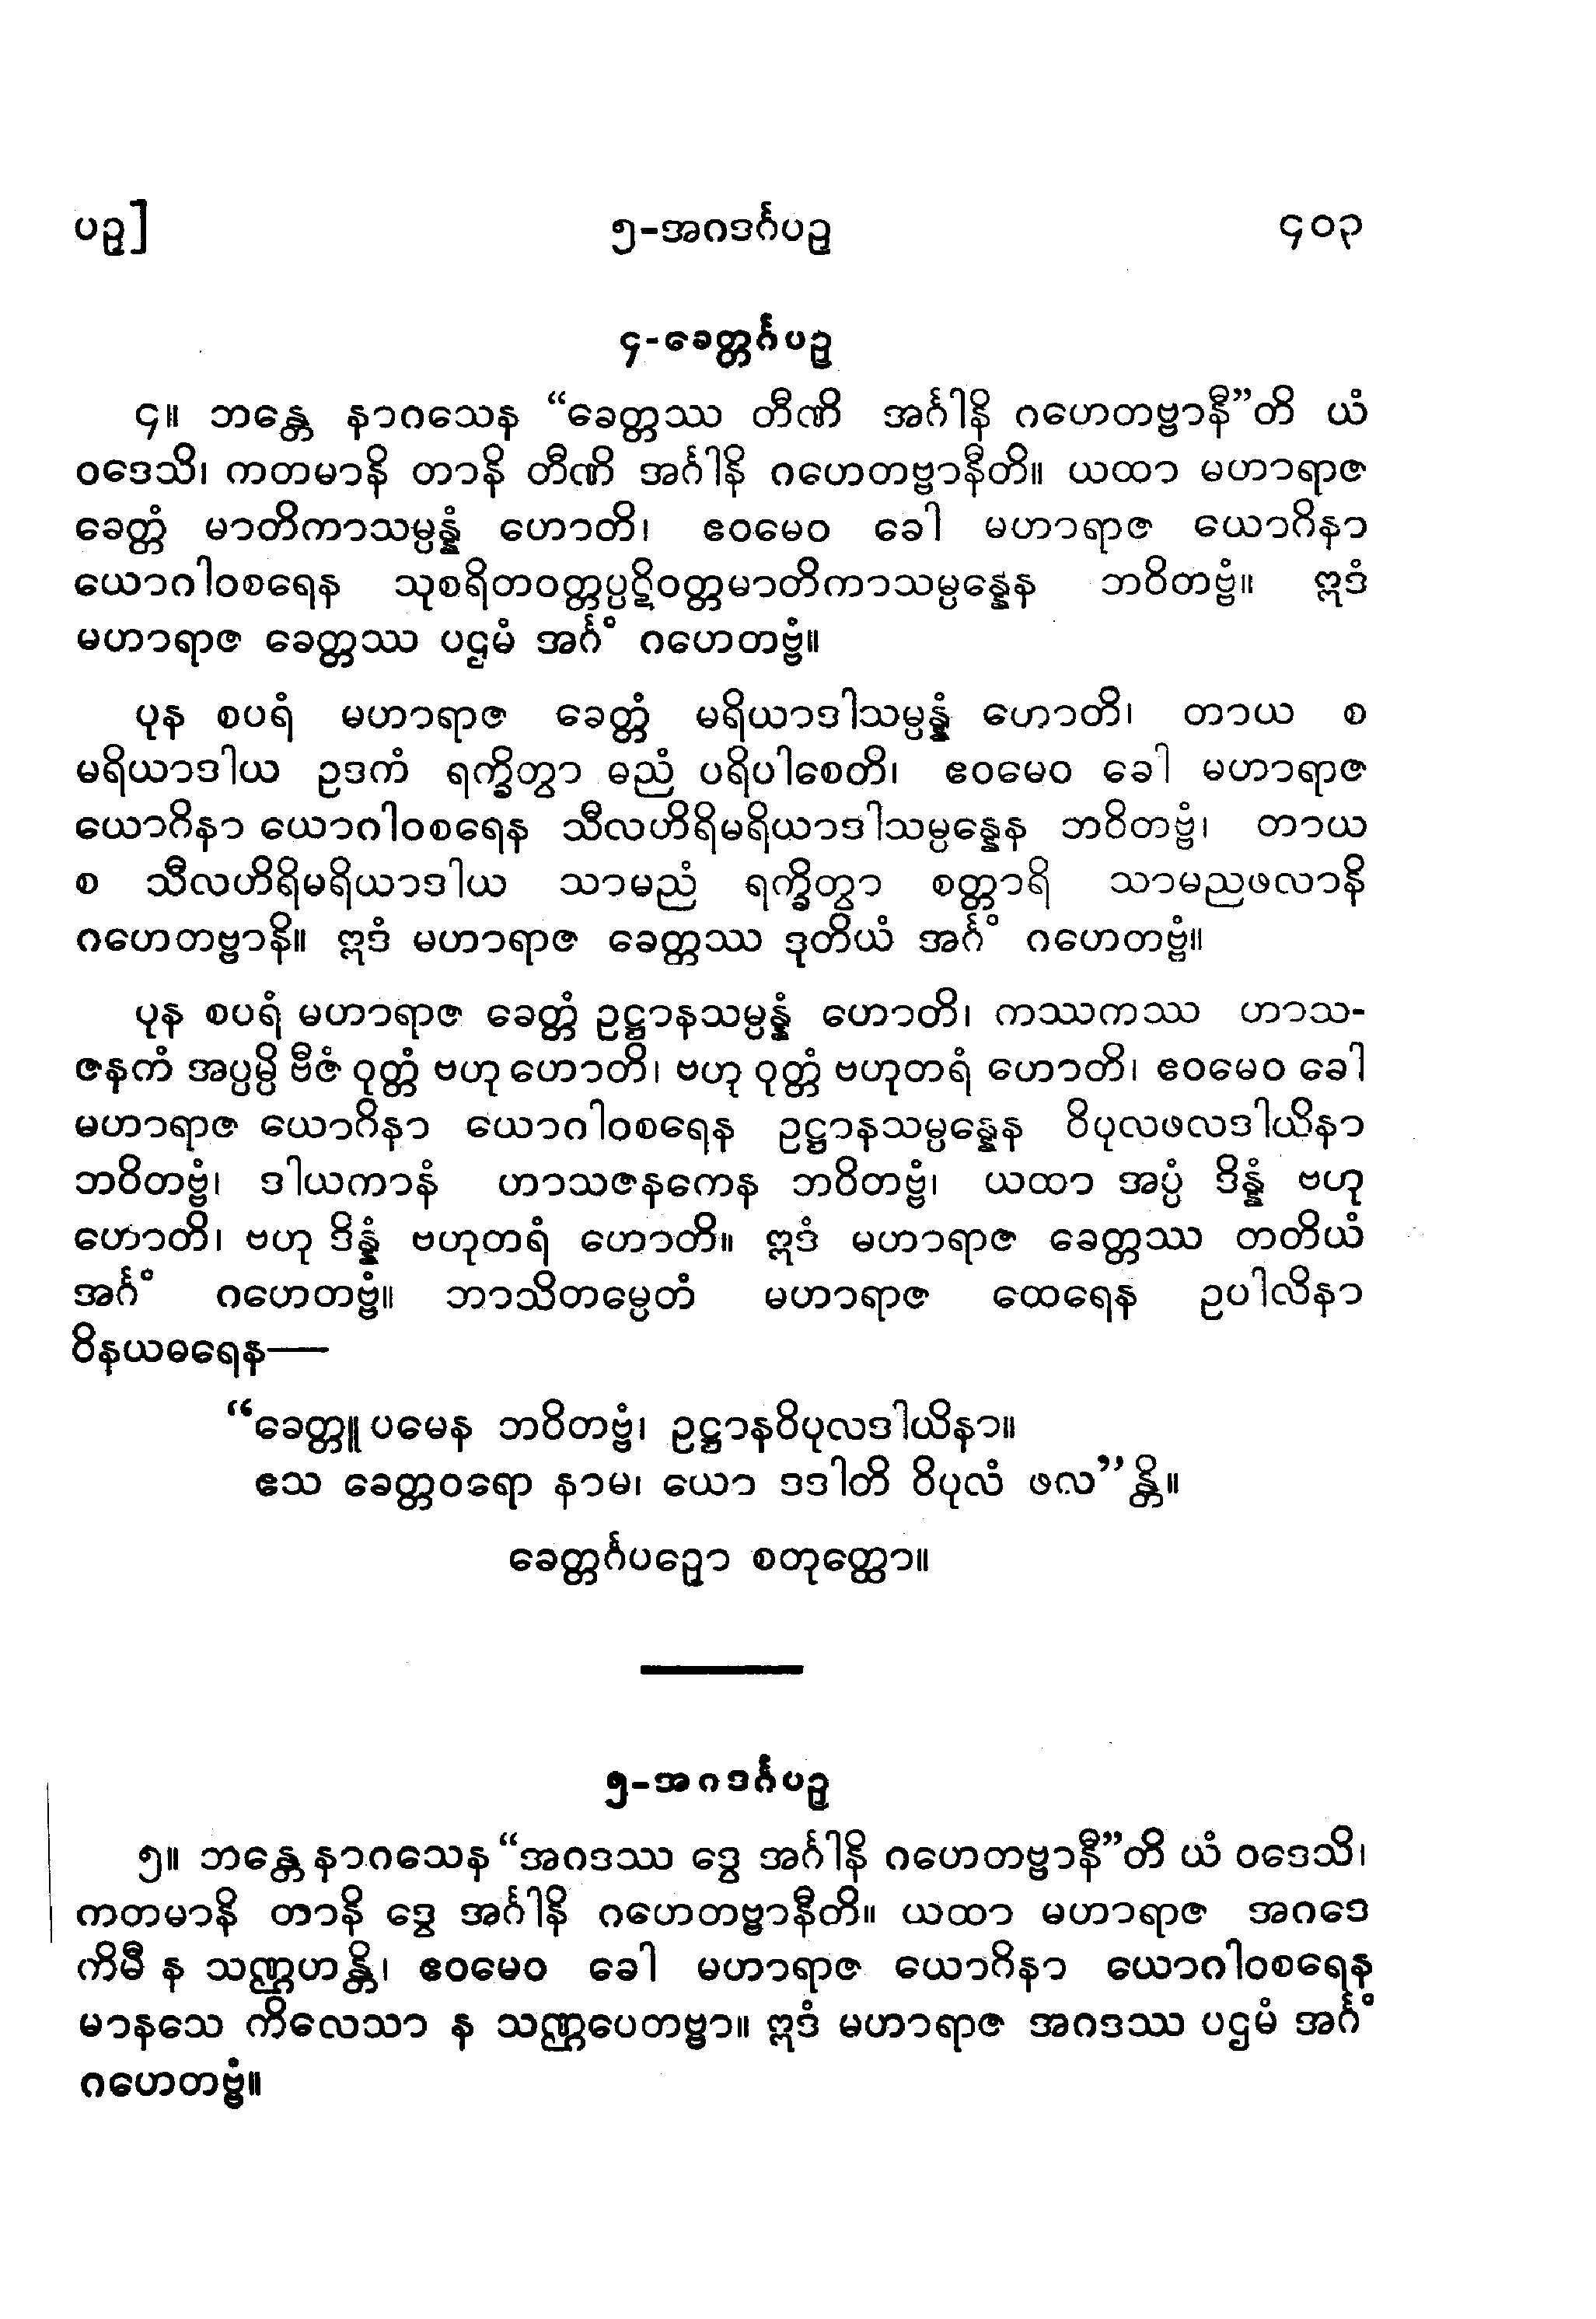 ပဉှ]
၅-အဂဒင်္ဂပဉှ
၄၀၃
၄-ခေတ္တင်္ဂပဉှ
၄။ ဘန္တေ နာဂသေန “ခေတ္တဿ တီဏိ အင်္ဂါနိ ဂဟေတဗ္ဗာနီ”တိ ယံ
ဝဒေသိ၊ ကတမာနိ တာနိ တီဏိ အင်္ဂါနိ ဂဟေတဗ္ဗာနီတိ။ ယထာ မဟာရာဇ
ခေတ္တံ မာတိကာသမ္ပန္နံ ဟောတိ၊ ဧဝမေဝ ခေါ မဟာရာဇ ယောဂိနာ
ယောဂါဝစရေန သုစရိတဝတ္တပ္ပဋိဝတ္တမာတိကာသမ္ပန္နေန ဘဝိတဗ္ဗံ။ ဣဒံ
မဟာရာဇ ခေတ္တဿ ပဌမံ အင်္ဂံ ဂဟေတဗ္ဗံ။
ပုန စပရံ မဟာရာဇ ခေတ္တံ မရိယာဒါသမ္ပန္နံ ဟောတိ၊ တာယ စ
မရိယာဒါယ ဥဒကံ ရက္ခိတွာ ဓညံ ပရိပါစေတိ၊ ဧဝမေဝ ခေါ မဟာရာဇ
ယောဂိနာ ယောဂါဝစရေန သီလဟိရိမရိယာဒါသမ္ပန္နေန ဘဝိတဗ္ဗံ၊ တာယ
စ သီလဟိရိမရိယာဒါယ သာမညံ ရက္ခိတွာ စတ္တာရိ သာမညဖလာနိ
ဂဟေတဗ္ဗာနိ။ ဣဒံ မဟာရာဇ ခေတ္တဿ ဒုတိယံ အင်္ဂံ ဂဟေတဗ္ဗံ။
ပုန စပရံ မဟာရာဇ ခေတ္တံ ဥဋ္ဌာနသမ္ပန္နံ ဟောတိ၊ ကဿကဿ ဟာသ-
ဇနကံ အပ္ပမ္ပိ ဗီဇံ ဝုတ္တံ ဗဟု ဟောတိ၊ ဗဟု ဝုတ္တံ ဗဟုတရံ ဟောတိ၊ ဧဝမေဝ ခေါ
မဟာရာဇ ယောဂိနာ ယောဂါဝစရေန ဥဋ္ဌာနသမ္ပန္နေန ဝိပုလဖလဒါယိနာ
ဘဝိတဗ္ဗံ၊ ဒါယကာနံ ဟာသဇနကေန ဘဝိတဗ္ဗံ၊ ယထာ အပ္ပံ ဒိန္နံ ဗဟု
ဟောတိ၊ ဗဟု ဒိန္နံ ဗဟုတရံ ဟောတိ။ ဣဒံ မဟာရာဇ ခေတ္တဿ တတိယံ
အင်္ဂံ ဂဟေတဗ္ဗံ။ ဘာသိတမ္ပေတံ မဟာရာဇ ထေရေန ဥပါလိနာ
ဝိနယဓရေန—
“ခေတ္တူပမေန ဘဝိတဗ္ဗံ၊ ဥဋ္ဌာနဝိပုလဒါယိနာ။
ဧသ ခေတ္တဝရော နာမ၊ ယော ဒဒါတိ ဝိပုလံ ဖလ”န္တိ။
ခေတ္တင်္ဂပဉှော စတုတ္ထော။
၅-အဂဒင်္ဂပဉှ
၅။ ဘန္တေ နာဂသေန “အဂဒဿ ဒွေ အင်္ဂါနိ ဂဟေတဗ္ဗာနီ”တိ ယံ ဝဒေသိ၊
ကတမာနိ တာနိ ဒွေ အင်္ဂါနိ ဂဟေတဗ္ဗာနီတိ။ ယထာ မဟာရာဇ အဂဒေ
ကိမီ န သဏ္ဌဟန္တိ၊ ဧဝမေဝ ခေါ မဟာရာဇ ယောဂိနာ ယောဂါဝစရေန
မာနသေ ကိလေသာ န သဏ္ဌပေတဗ္ဗာ။ ဣဒံ မဟာရာဇ အဂဒဿ ပဌမံ အင်္ဂံ
ဂဟေတဗ္ဗံ။